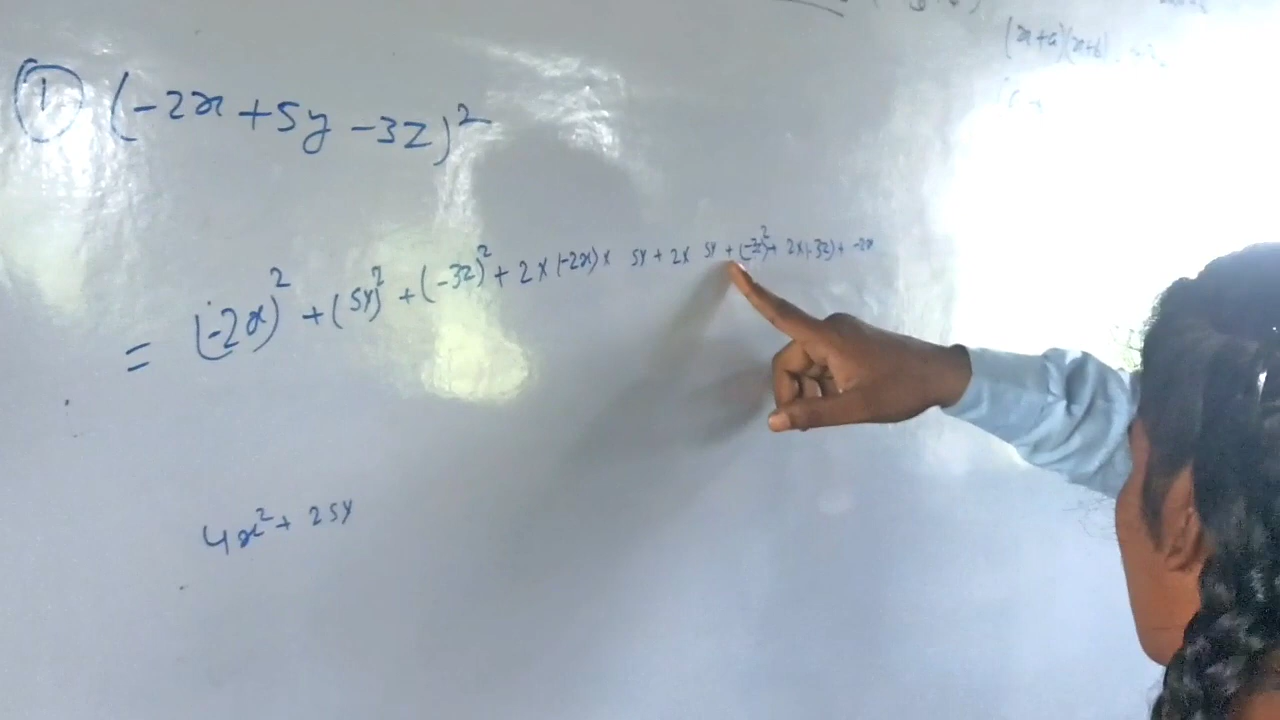 (x+a)(x+b)
① (-2x + 5y - 3z)²
= (-2x)² + (5y)² + (-3z)² + 2 × (-2x) × 5y + 2 × 5y + (-3z)² + 2 × (-3z) + -2x
4x² + 25y